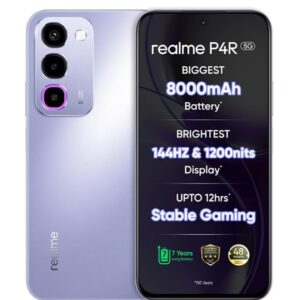 realme
realme P4R 5G
BIGGEST
8000mAh
Battery*
BRIGHTEST
144HZ & 1200nits
Display*
UPTO 12hrs*
Stable Gaming
7 Years
*T&C Apply